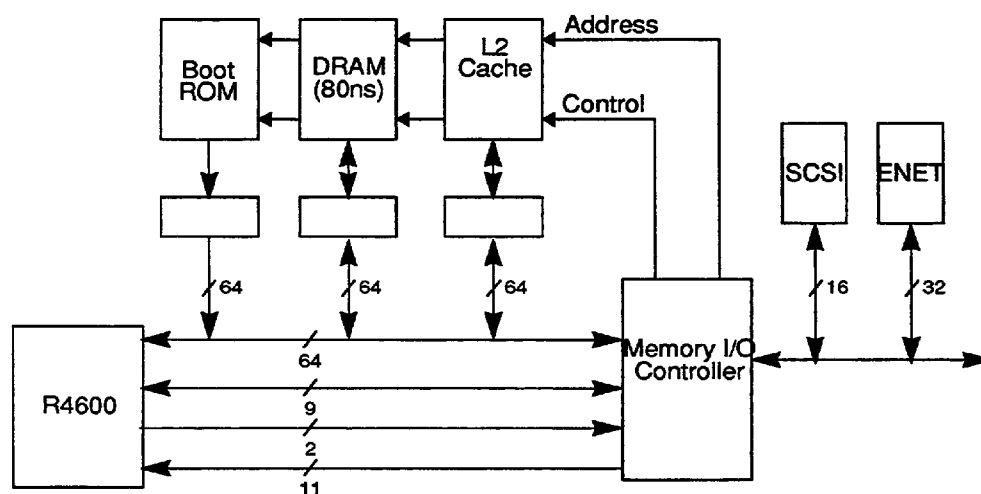 Boot
ROM
DRAM
(80ns)
L2
Cache
Address
Control
SCSI
ENET
64
64
64
16
32
R4600
64
9
2
11
Memory I/O
Controller